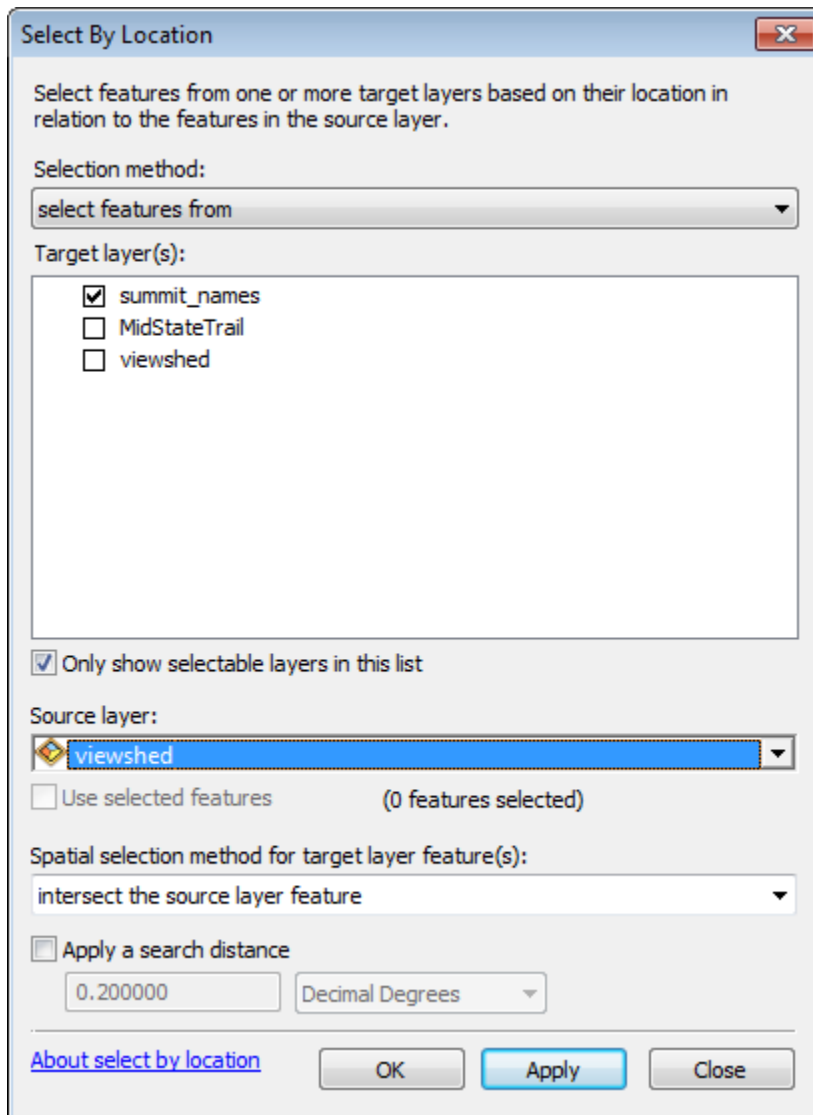 Select By Location
Select features from one or more target layers based on their location in
relation to the features in the source layer.
Selection method:
select features from
Target layer(s):
summit_names
MidStateTrail
viewshed
Only show selectable layers in this list
Source layer:
viewshed
Use selected features (0 features selected)
Spatial selection method for target layer feature(s):
intersect the source layer feature
Apply a search distance
0.200000 Decimal Degrees
About select by location OK Apply Close